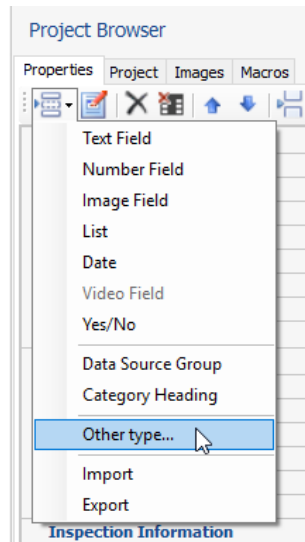 Project Browser
Properties Project Images Macros
Text Field
Number Field
Image Field
List
Date
Video Field
Yes/No
Data Source Group
Category Heading
Other type...
Import
Export
Inspection Information